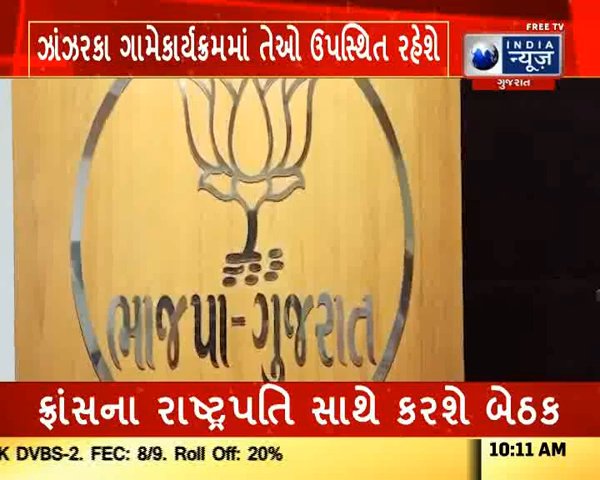 ઝાંઝરકા ગામેકાર્યક્રમમાં તેઓ ઉપસ્થિત રહેશે
FREE TV
INDIA
न्यूज़
ગુજરાત
ભાજપા-ગુજરાત
ફ્રાંસના રાષ્ટ્રપતિ સાથે કરશે બેઠક
K DVBS-2. FEC: 8/9. Roll Off: 20%
10:11 AM